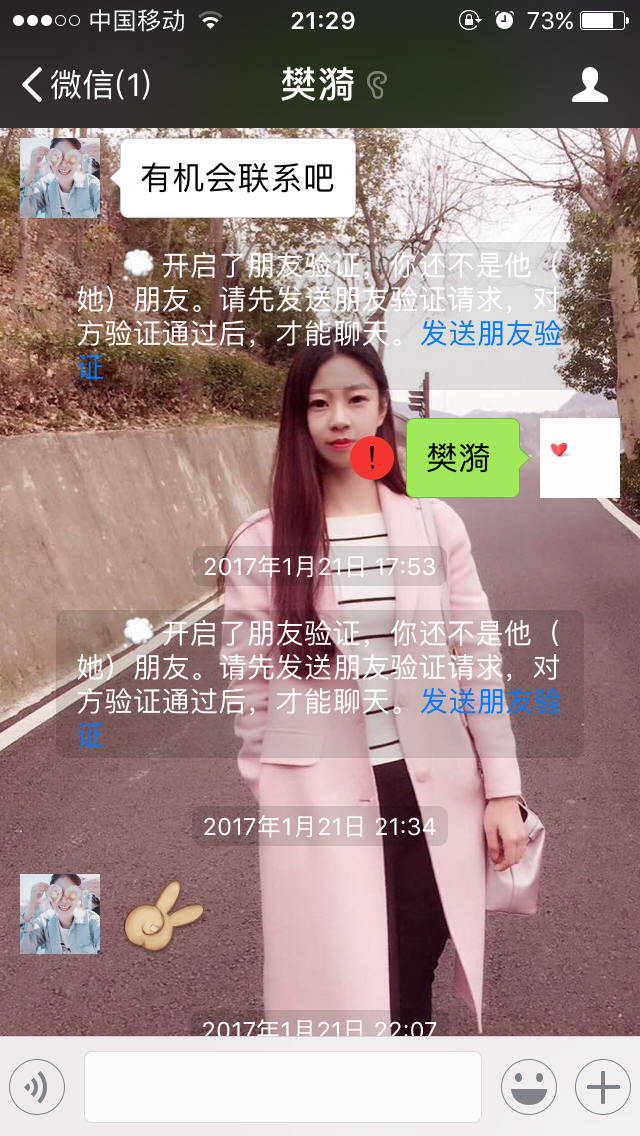 中国移动 21:29 73%
微信(1) 樊漪
有机会联系吧
开启了朋友验证，你还不是他（
她）朋友。请先发送朋友验证请求，对
方验证通过后，才能聊天。发送朋友验
证
! 樊漪
2017年1月21日 17:53
开启了朋友验证，你还不是他（
她）朋友。请先发送朋友验证请求，对
方验证通过后，才能聊天。发送朋友验
证
2017年1月21日 21:34
2017年1月21日 22:07